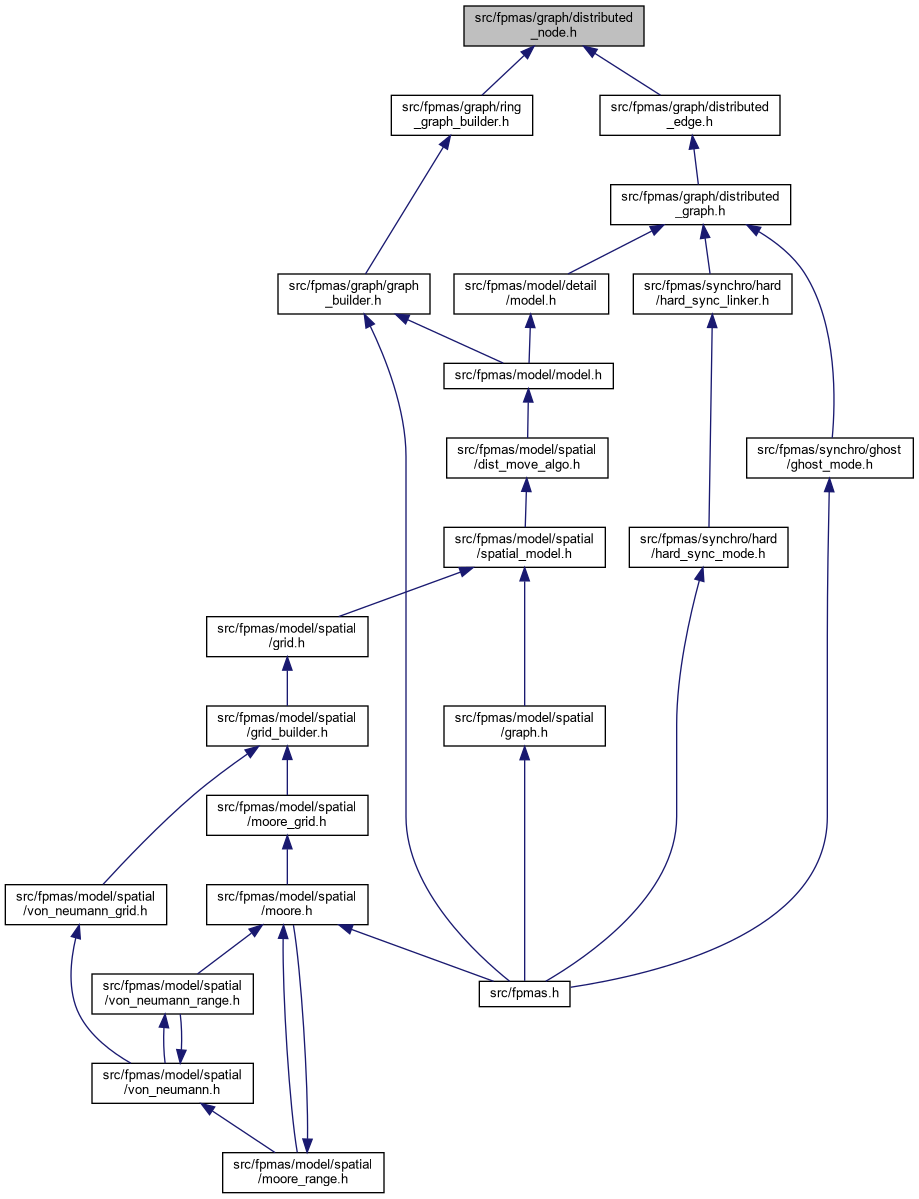 src/fpmas/graph/distributed
_node.h
src/fpmas/graph/ring
_graph_builder.h
src/fpmas/graph/distributed
_edge.h
src/fpmas/graph/distributed
_graph.h
src/fpmas/graph/graph
_builder.h
src/fpmas/model/detail
/model.h
src/fpmas/synchro/hard
/hard_sync_linker.h
src/fpmas/model/model.h
src/fpmas/model/spatial
/dist_move_algo.h
src/fpmas/synchro/ghost
/ghost_mode.h
src/fpmas/model/spatial
/spatial_model.h
src/fpmas/synchro/hard
/hard_sync_mode.h
src/fpmas/model/spatial
/grid.h
src/fpmas/model/spatial
/grid_builder.h
src/fpmas/model/spatial
/graph.h
src/fpmas/model/spatial
/moore_grid.h
src/fpmas/model/spatial
/von_neumann_grid.h
src/fpmas/model/spatial
/moore.h
src/fpmas/model/spatial
/von_neumann_range.h
src/fpmas.h
src/fpmas/model/spatial
/von_neumann.h
src/fpmas/model/spatial
/moore_range.h